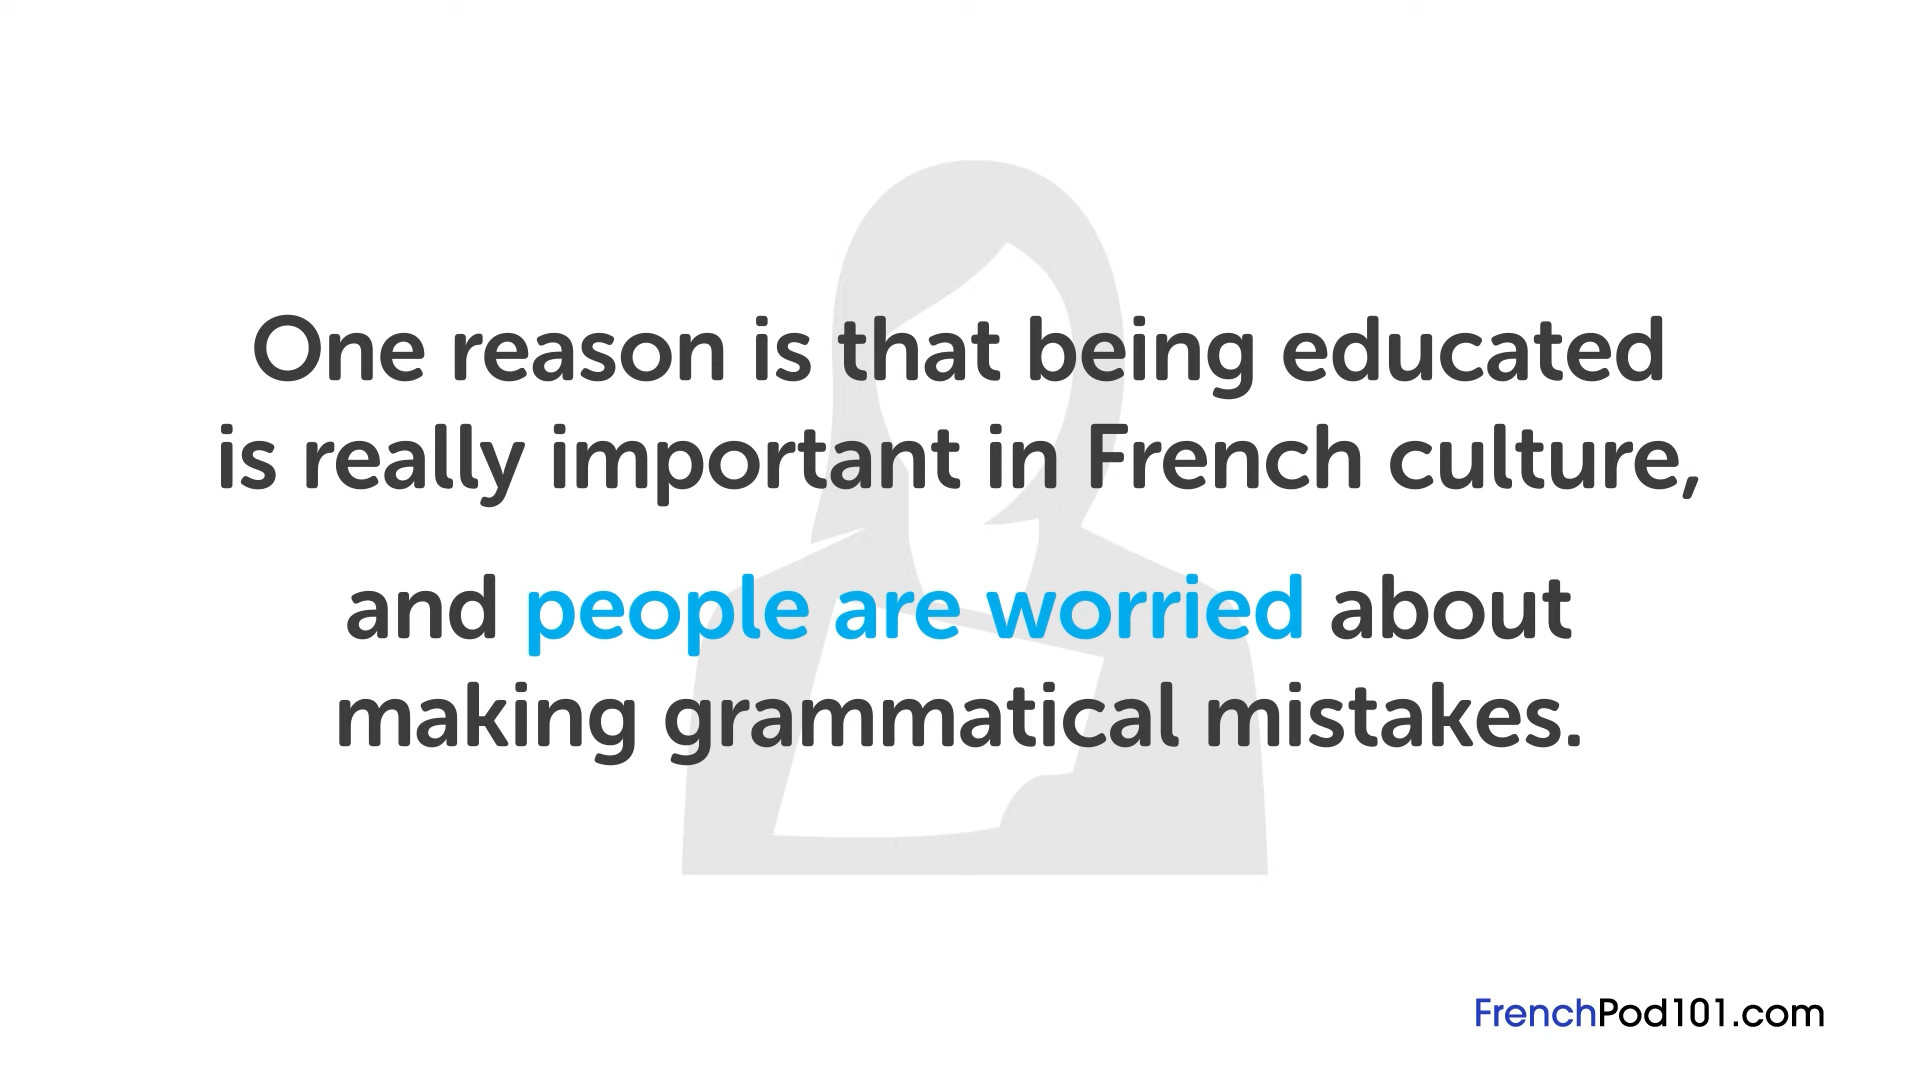 One reason is that being educated
is really important in French culture,
and people are worried about
making grammatical mistakes.
FrenchPod101.com